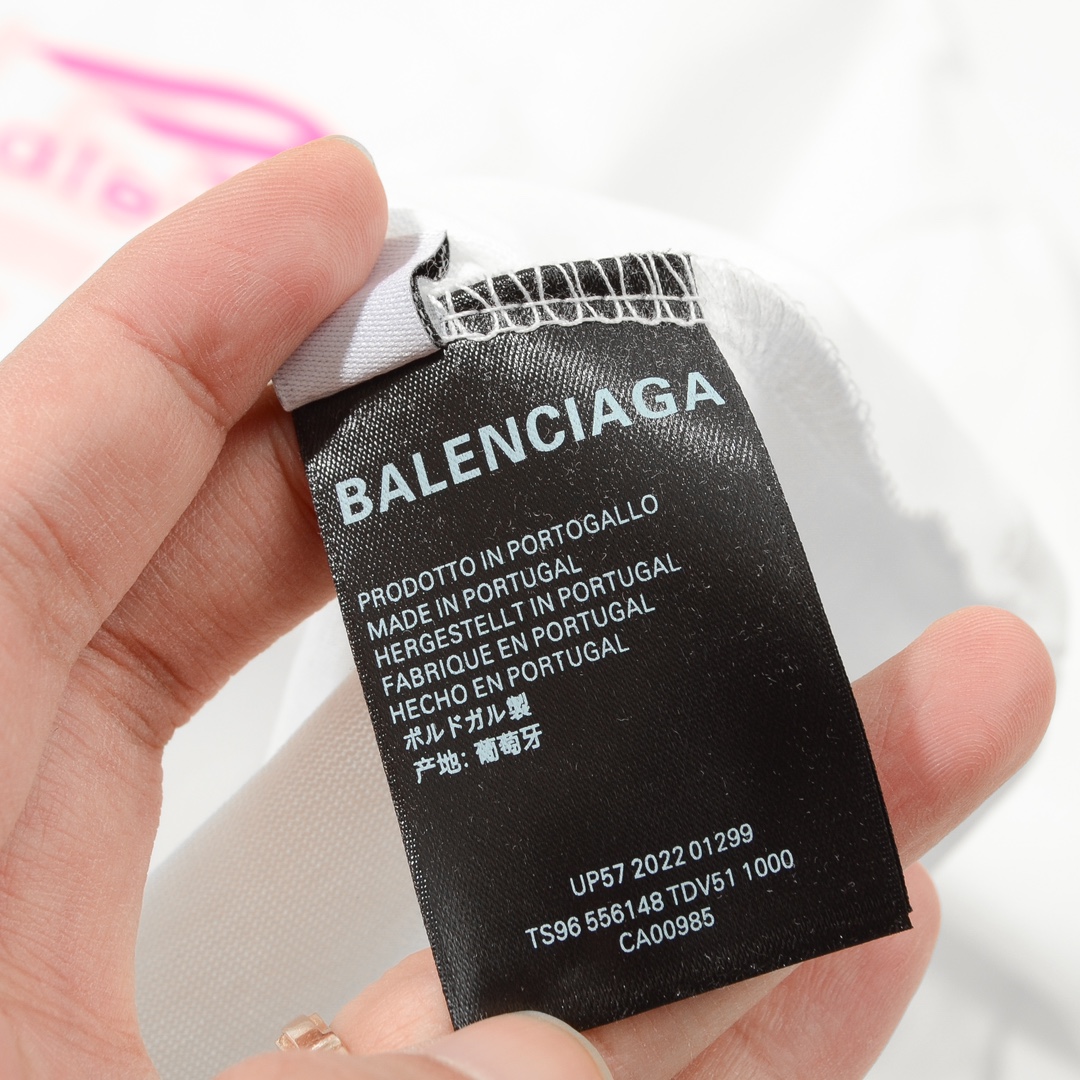 BALENCIAGA
PRODOTTO IN PORTOGALLO
MADE IN PORTUGAL
HERGESTELLT IN PORTUGAL
FABRIQUE EN PORTUGAL
HECHO EN PORTUGAL
ポルドガル製
产地: 葡萄牙
UP57 2022 01299
TS96 556148 TDV51 1000
CA00985